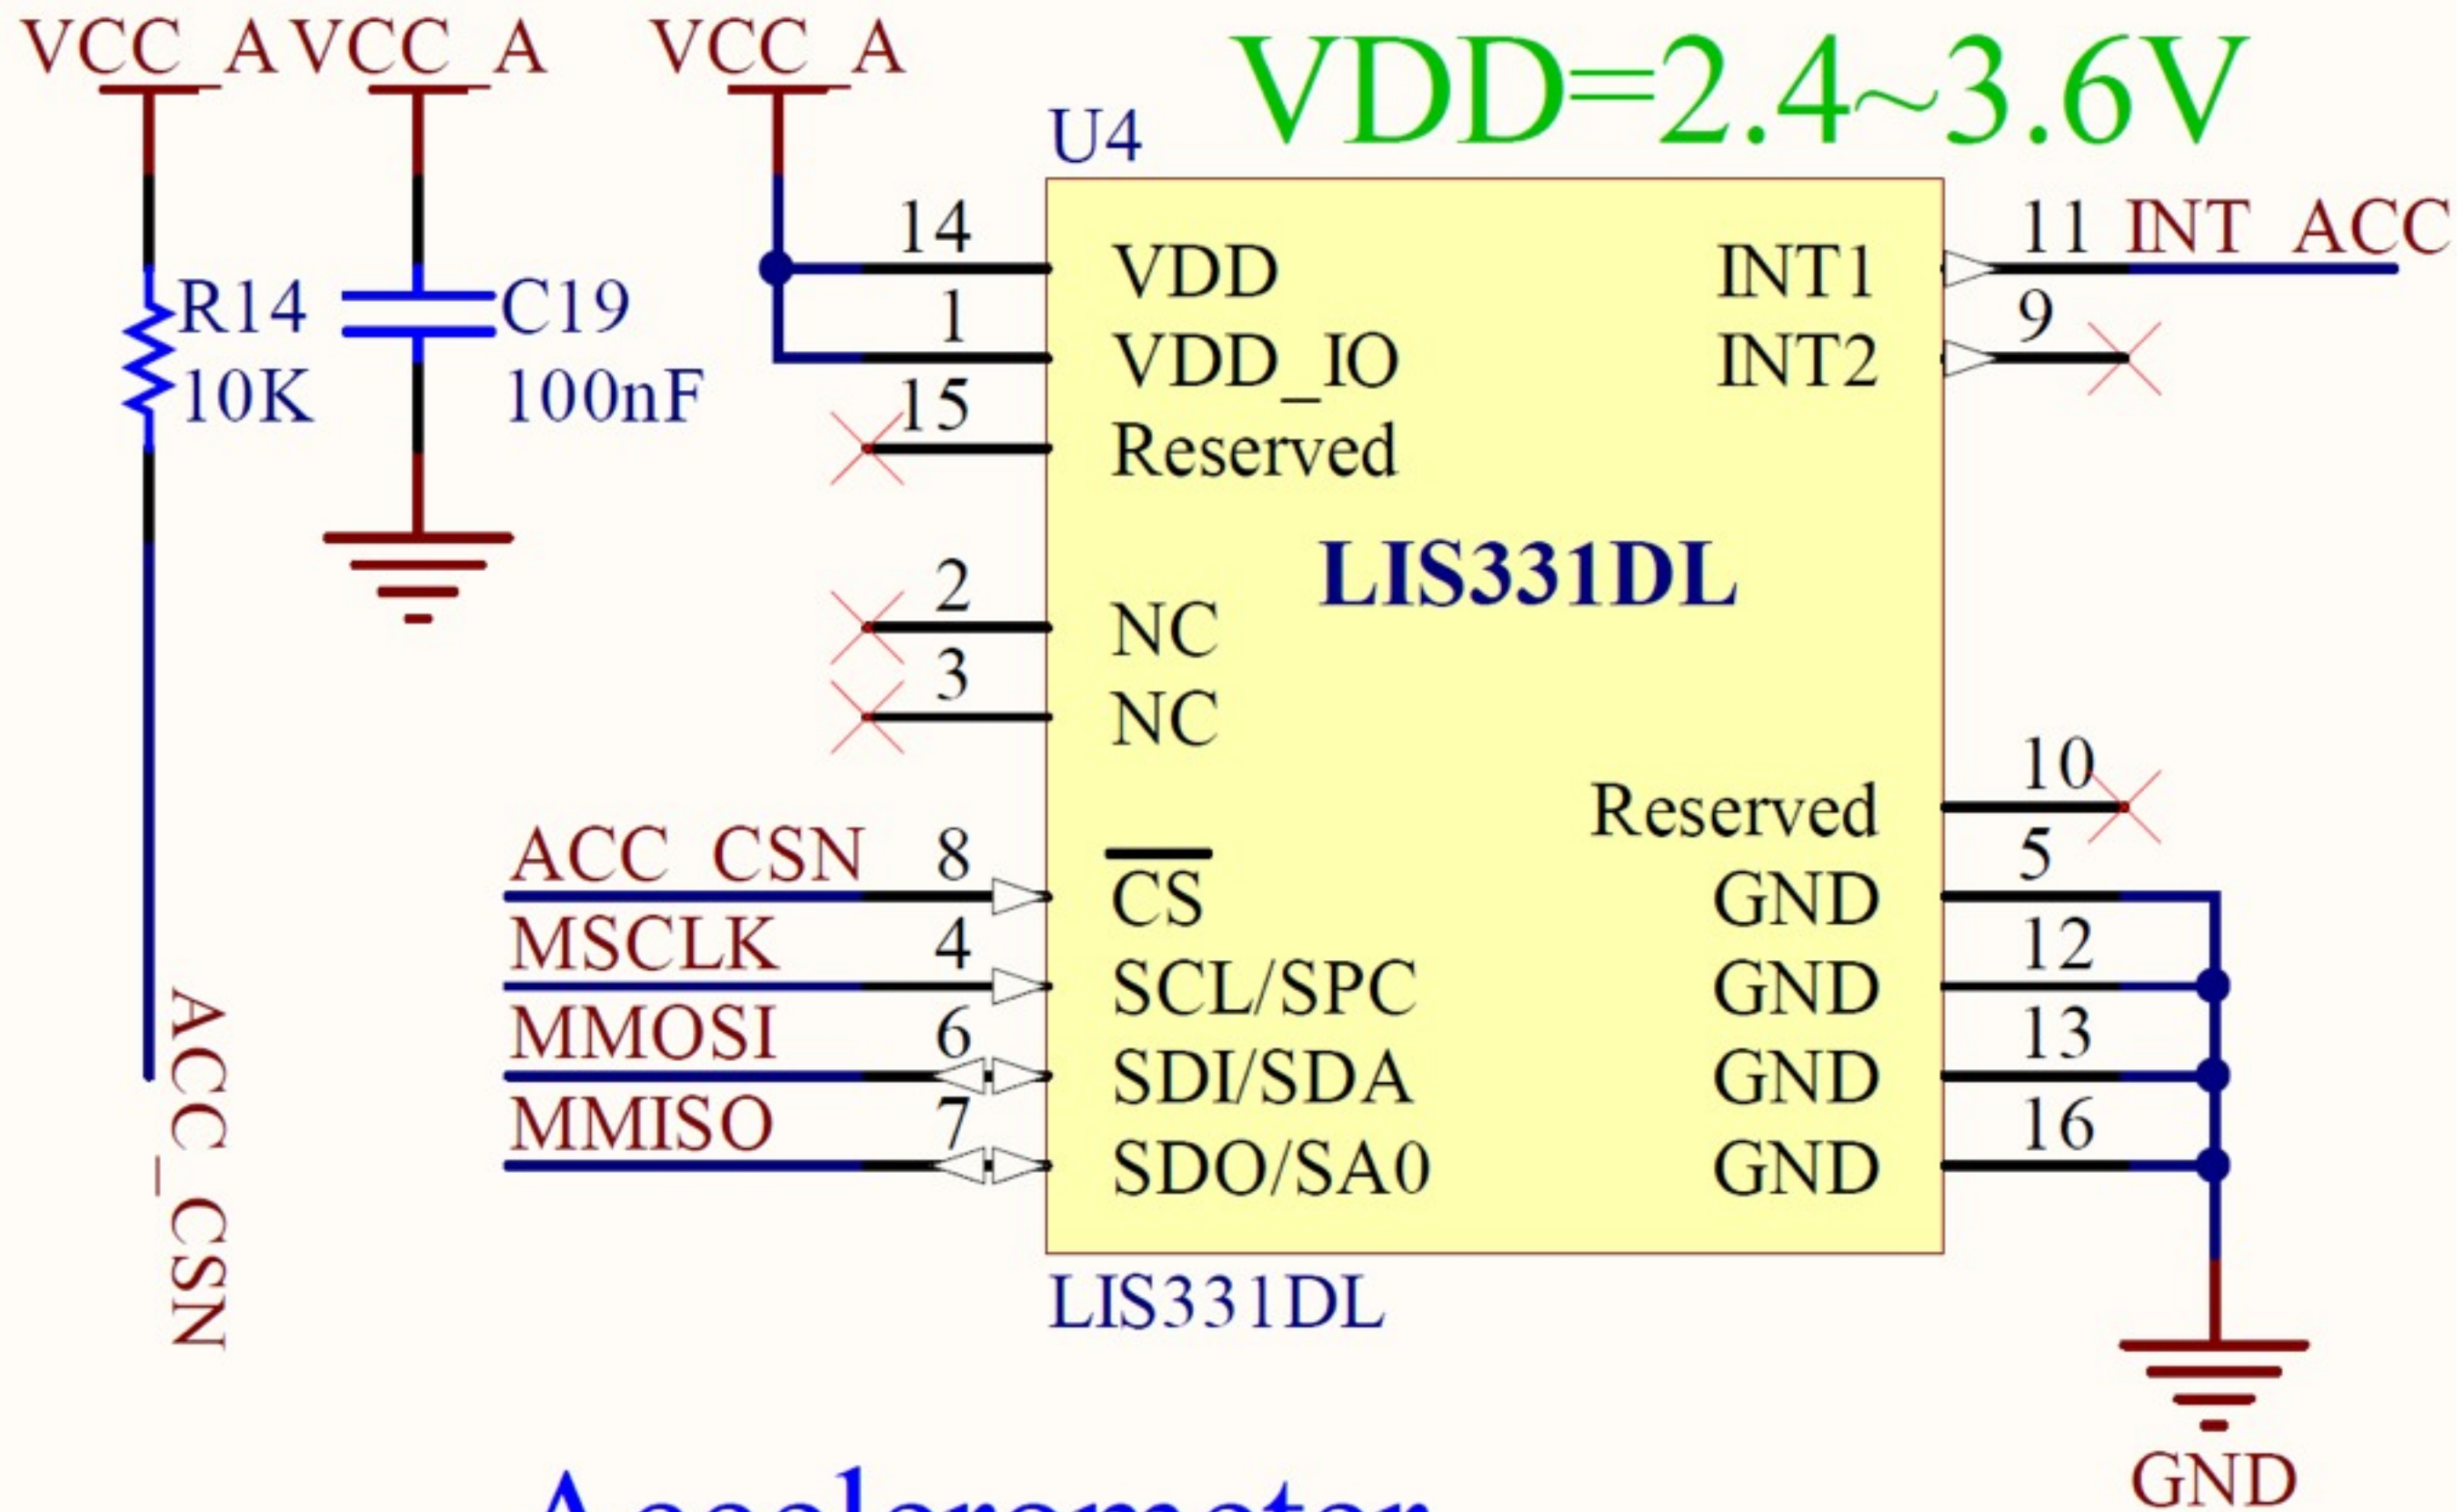 VCC_A VCC_A VCC_A
VDD=2.4~3.6V
U4
14 VDD
1 VDD_IO
15 Reserved
R14
10K
C19
100nF
INT1 11 INT_ACC
INT2 9
LIS331DL
2 NC
3 NC
Reserved 10
ACC_CSN 8 CS
MSCLK 4 SCL/SPC
MMOSI 6 SDI/SDA
MMISO 7 SDO/SA0
GND 5
GND 12
GND 13
GND 16
ACC_CSN
LIS331DL
GND
Accelerometer